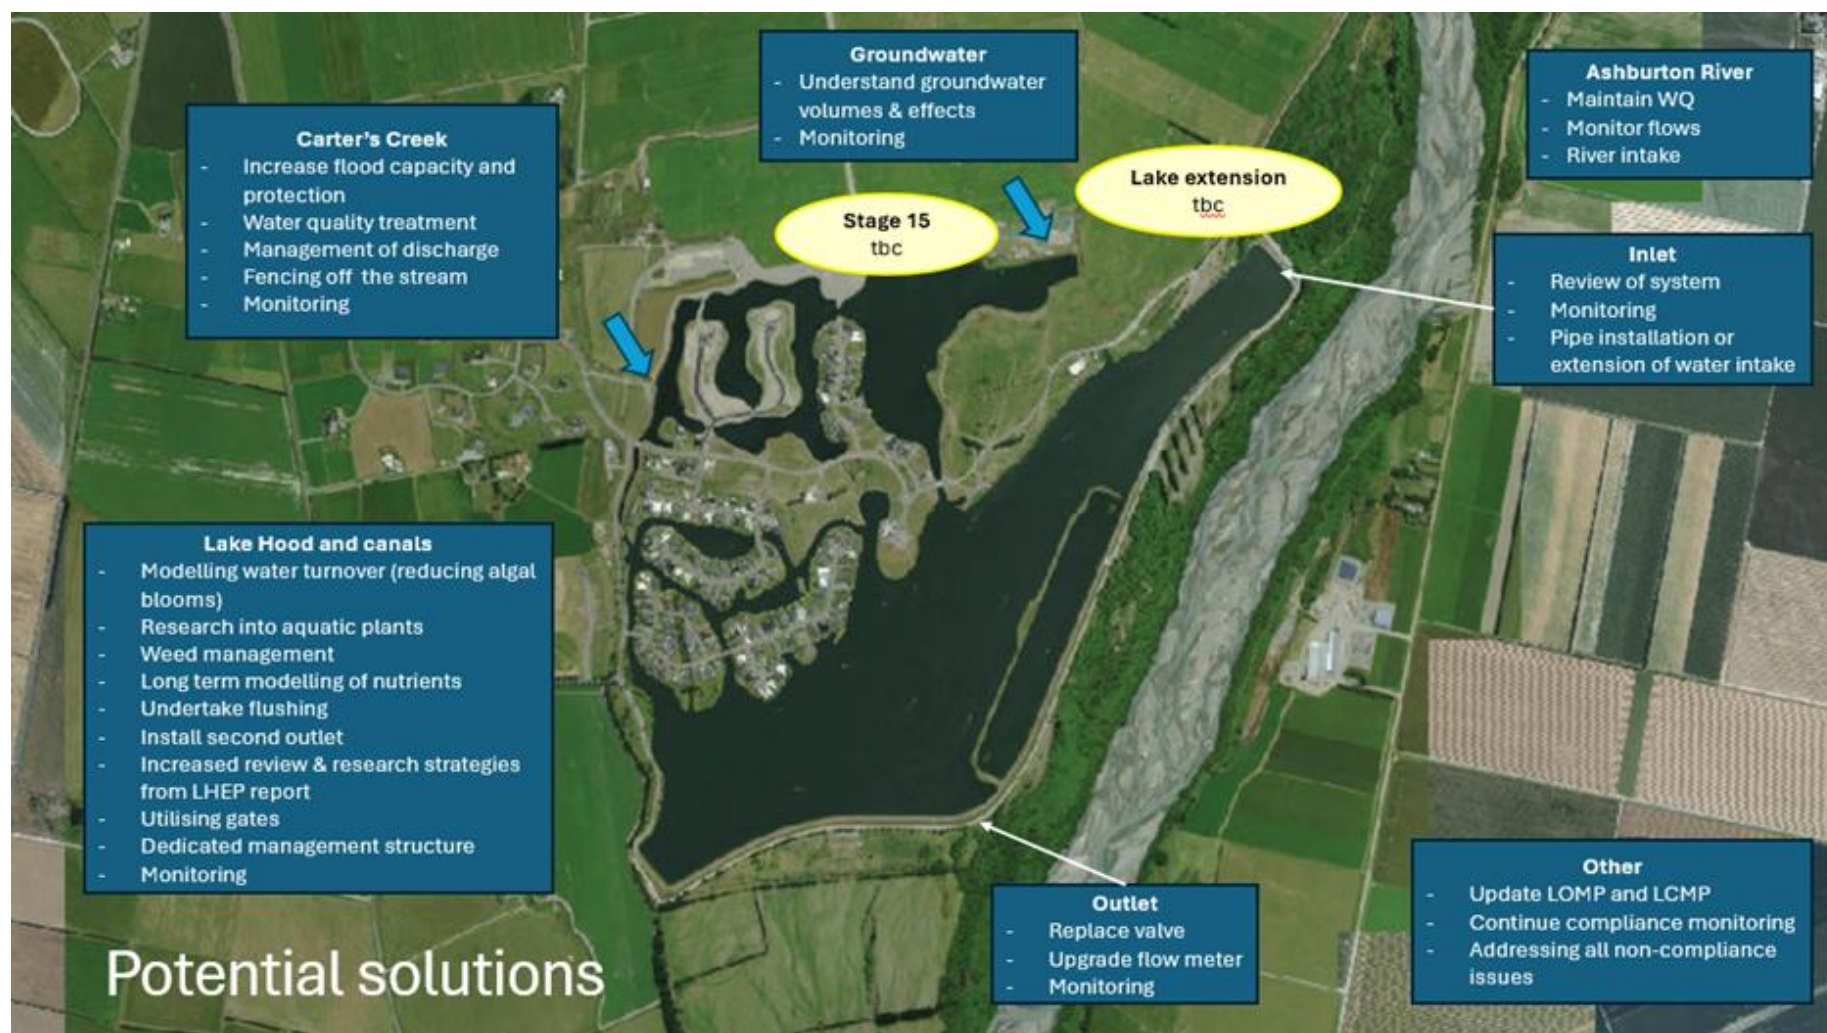 Groundwater
- Understand groundwater
volumes & effects
- Monitoring
Ashburton River
- Maintain WQ
- Monitor flows
- River intake
Carter's Creek
- Increase flood capacity and
protection
- Water quality treatment
- Management of discharge
- Fencing off the stream
- Monitoring
Lake extension
tbc
Stage 15
tbc
Inlet
- Review of system
- Monitoring
- Pipe installation or
extension of water intake
Lake Hood and canals
- Modelling water turnover (reducing algal
blooms)
- Research into aquatic plants
- Weed management
- Long term modelling of nutrients
- Undertake flushing
- Install second outlet
- Increased review & research strategies
from LHEP report
- Utilising gates
- Dedicated management structure
- Monitoring
Outlet
- Replace valve
- Upgrade flow meter
- Monitoring
Other
- Update LOMP and LCMP
- Continue compliance monitoring
- Addressing all non-compliance
issues
Potential solutions